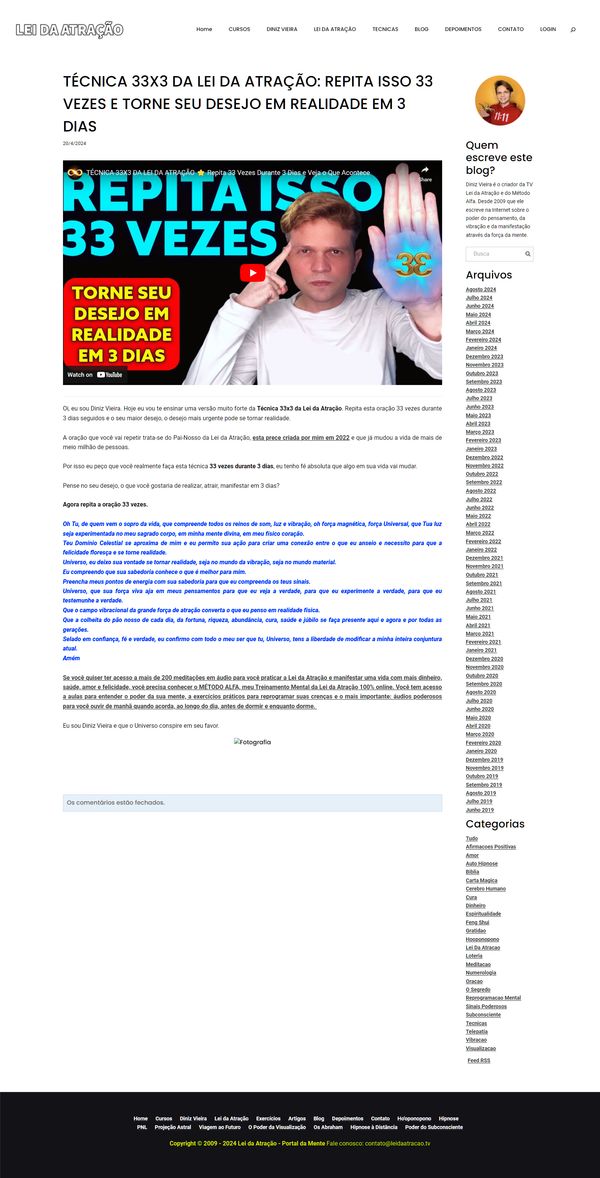 LEI DA ATRAÇÃO
Home CURSOS DINIZ VIEIRA LEI DA ATRAÇÃO TECNICAS BLOG DEPOIMENTOS CONTATO LOGIN
TÉCNICA 33X3 DA LEI DA ATRAÇÃO: REPITA ISSO 33
VEZES E TORNE SEU DESEJO EM REALIDADE EM 3
DIAS
20/4/2024
TÉCNICA 33X3 DA LEI DA ATRAÇÃO ⭐ Repita 33 Vezes Durante 3 Dias e Veja o Que Acontece
Share
REPITA ISSO
33 VEZES
3E
TORNE SEU
DESEJO EM
REALIDADE
EM 3 DIAS
Watch on YouTube
Oi, eu sou Diniz Vieira. Hoje eu vou te ensinar uma versão muito forte da Técnica 33x3 da Lei da Atração. Repita esta oração 33 vezes durante
3 dias seguidos e o seu maior desejo, o desejo mais urgente pode se tornar realidade.
A oração que você vai repetir trata-se do Pai-Nosso da Lei da Atração, esta prece criada por mim em 2022 e que já mudou a vida de mais de
meio milhão de pessoas.
Por isso eu peço que você realmente faça esta técnica 33 vezes durante 3 dias, eu tenho fé absoluta que algo em sua vida vai mudar.
Pense no seu desejo, o que você gostaria de realizar, atrair, manifestar em 3 dias?
Agora repita a oração 33 vezes.
Oh Tu, de quem vem o sopro da vida, que compreende todos os reinos de som, luz e vibração, oh força magnética, força Universal, que Tua luz
seja experimentada no meu sagrado corpo, em minha mente divina, em meu físico coração.
Teu Domínio Celestial se aproxima de mim e eu permito sua ação para criar uma conexão entre o que eu anseio e necessito para que a
felicidade floresça e se torne realidade.
Universo, eu deixo sua vontade se tornar realidade, seja no mundo da vibração, seja no mundo material.
Eu compreendo que sua sabedoria conhece o que é melhor para mim.
Preencha meus pontos de energia com sua sabedoria para que eu compreenda os teus sinais.
Universo, que sua força viva aja em meus pensamentos para que eu veja a verdade, para que eu experimente a verdade, para que eu
testemunhe a verdade.
Que o campo vibracional da grande força de atração converta o que eu penso em realidade física.
Que a colheita do pão nosso de cada dia, da fortuna, riqueza, abundância, cura, saúde e júbilo se faça presente aqui e agora e por todas as
gerações.
Selado em confiança, fé e verdade, eu confirmo com todo o meu ser que tu, Universo, tens a liberdade de modificar a minha inteira conjuntura
atual.
Amém
Se você quiser ter acesso a mais de 200 meditações em áudio para você praticar a Lei da Atração e manifestar uma vida com mais dinheiro,
saúde, amor e felicidade, você precisa conhecer o MÉTODO ALFA, meu Treinamento Mental da Lei da Atração 100% online. Você tem acesso
a aulas para entender o poder da sua mente, a exercícios práticos para reprogramar suas crenças e o mais importante: áudios poderosos
para você ouvir de manhã quando acorda, ao longo do dia, antes de dormir e enquanto dorme.
Eu sou Diniz Vieira e que o Universo conspire em seu favor.
Fotografia
Os comentários estão fechados.
11:11
Quem
escreve este
blog?
Diniz Vieira é o criador da TV
Lei da Atração e do Método
Alfa. Desde 2009 que ele
escreve na Internet sobre o
poder do pensamento, da
vibração e da manifestação
através da força da mente.
Busca
Arquivos
Agosto 2024
Julho 2024
Junho 2024
Maio 2024
Abril 2024
Março 2024
Fevereiro 2024
Janeiro 2024
Dezembro 2023
Novembro 2023
Outubro 2023
Setembro 2023
Agosto 2023
Julho 2023
Junho 2023
Maio 2023
Abril 2023
Março 2023
Fevereiro 2023
Janeiro 2023
Dezembro 2022
Novembro 2022
Outubro 2022
Setembro 2022
Agosto 2022
Julho 2022
Junho 2022
Maio 2022
Abril 2022
Março 2022
Fevereiro 2022
Janeiro 2022
Dezembro 2021
Novembro 2021
Outubro 2021
Setembro 2021
Agosto 2021
Julho 2021
Junho 2021
Maio 2021
Abril 2021
Março 2021
Fevereiro 2021
Janeiro 2021
Dezembro 2020
Novembro 2020
Outubro 2020
Setembro 2020
Agosto 2020
Julho 2020
Junho 2020
Maio 2020
Abril 2020
Março 2020
Fevereiro 2020
Janeiro 2020
Dezembro 2019
Novembro 2019
Outubro 2019
Setembro 2019
Agosto 2019
Julho 2019
Junho 2019
Categorias
Tudo
Afirmacoes Positivas
Amor
Auto Hipnose
Biblia
Carta Magica
Cerebro Humano
Cura
Dinheiro
Espiritualidade
Feng Shui
Gratidao
Hooponopono
Lei Da Atracao
Loteria
Meditacao
Numerologia
Oracao
O Segredo
Reprogramacao Mental
Sinais Poderosos
Subconsciente
Tecnicas
Telepatia
Vibracao
Visualizacao
Feed RSS
Home Cursos Diniz Vieira Lei da Atração Exercícios Artigos Blog Depoimentos Contato Ho'oponopono Hipnose
PNL Projeção Astral Viagem ao Futuro O Poder da Visualização Os Abraham Hipnose à Distância Poder do Subconsciente
Copyright © 2009 - 2024 Lei da Atração - Portal da Mente Fale conosco: contato@leidaatracao.tv